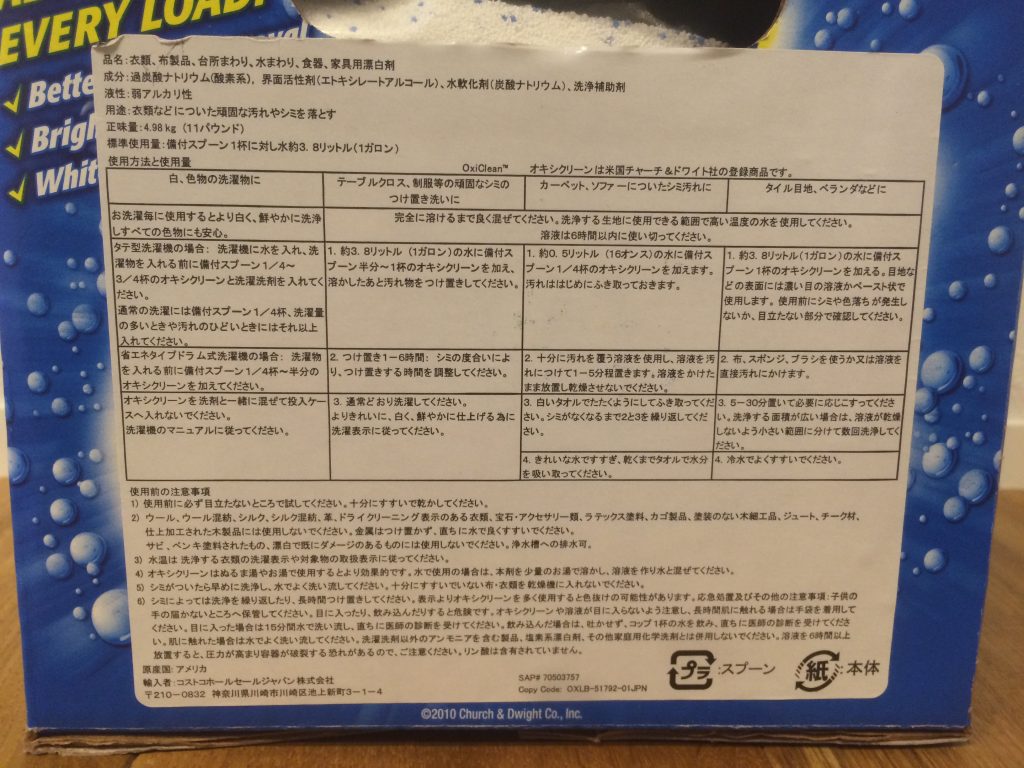 EVERY LOAD!
Bette
Brigh
Whit
品名：衣類、布製品、台所まわり、水まわり、食器、家具用漂白剤
成分：過炭酸ナトリウム（酸素系）， 界面活性剤（エトキシレートアルコール）、水軟化剤（炭酸ナトリウム）、洗浄補助剤
液性：弱アルカリ性
用途：衣類などについた頑固な汚れやシミを落とす
正味量：4.98 kg （11パウンド）
標準使用量：備付スプーン1杯に対し水約3．8リットル（1ガロン）
使用方法と使用量
OxiClean™ オキシクリーンは米国チャーチ＆ドワイト社の登録商品です。
白、色物の洗濯物に
テーブルクロス、制服等の頑固なシミの
つけ置き洗いに
カーペット、ソファーについたシミ汚れに
タイル目地、ベランダなどに
お洗濯毎に使用するとより白く、鮮やかに洗浄
しすべての色物にも安心。
完全に溶けるまで良く混ぜてください。洗浄する生地に使用できる範囲で高い温度の水を使用してください。
溶液は6時間以内に使い切ってください。
タテ型洗濯機の場合： 洗濯機に水を入れ、洗
濯物を入れる前に備付スプーン1／4～
3／4杯のオキシクリーンと洗濯洗剤を入れてく
ださい。
通常の洗濯には備付スプーン1／4杯、洗濯量
の多いときや汚れのひどいときにはそれ以上
入れてください。
1. 約3．8リットル （1ガロン）の水に備付ス
プーン半分～1杯のオキシクリーンを加え、
溶かしたあと汚れ物をつけ置きしてください。
1. 約0．5リットル （16オンス）の水に備付ス
プーン1／4杯のオキシクリーンを加えます。
汚れははじめにふき取っておきます。
1. 約3．8リットル（1ガロン）の水に備付ス
プーン1杯のオキシクリーンを加える。目地な
どの表面には濃い目の溶液かペースト状で
使用します。 使用前にシミや色落ちが発生し
ないか、目立たない部分で確認してください。
省エネタイプドラム式洗濯機の場合： 洗濯物
を入れる前に備付スプーン1／4杯～半分の
オキシクリーンを加えてください。
2. つけ置き1－6時間： シミの度合いによ
り、つけ置きする時間を調整してください。
2. 十分に汚れを覆う溶液を使用し、溶液を汚
れにつけて1－5分程置きます。溶液をかけた
まま放置し乾燥させないでください。
2. 布、スポンジ、ブラシを使うか又は溶液を
直接汚れにかけます。
オキシクリーンを洗剤と一緒に混ぜて投入ケー
スへ入れないでください。
洗濯機のマニュアルに従ってください。
3. 通常どおり洗濯してください。
よりきれいに、白く、鮮やかに仕上げる為に
洗濯表示に従ってください。
3. 白いタオルでたたくようにしてふき取ってくだ
さい。シミがなくなるまで2と3を繰り返してくだ
さい。
3. 5－30分置いて必要に応じこすってくださ
い。洗浄する面積が広い場合は、溶液が乾燥
しないよう小さい範囲に分けて数回洗浄してく
ださい。
4. きれいな水ですすぎ、乾くまでタオルで水分
を吸い取ってください。
4. 冷水でよくすすいでください。
使用前の注意事項
1） 使用前に必ず目立たないところで試してください。十分にすすいで乾かしてください。
2） ウール、ウール混紡、シルク、シルク混紡、革、ドライクリーニング表示のある衣類、宝石・アクセサリー類、ラテックス塗料、カゴ製品、塗装のない木細工品、ジュート、チーク材、
仕上加工された木製品には使用しないでください。金属はつけ置かず、直ちに水で良くすすいでください。
サビ、ペンキ塗料されたもの、漂白で既にダメージのあるものには使用しないでください。浄水槽への排水可。
3） 水温は 洗浄する衣類の洗濯表示や対象物の取扱表示に従ってください。
4） オキシクリーンはぬるま湯やお湯で使用するとより効果的です。水で使用の場合は、本剤を少量のお湯で溶かし、溶液を作り水と混ぜてください。
5） シミがついたら早めに洗浄し、水でよく洗い流してください。十分にすすいでいない布・衣類を乾燥機に入れないでください。
6） シミによっては洗浄を繰り返したり、長時間つけ置きしてください。表示よりオキシクリーンを多く使用すると色抜けの可能性があります。応急処置及びその他の注意事項：子供の
手の届かないところへ保管してください。目に入ったり、飲み込んだりすると危険です。オキシクリーンや溶液が目に入らないよう注意し、長時間肌に触れる場合は手袋を着用して
ください。目に入った場合は15分間水で洗い流し、直ちに医師の診断を受けてください。飲み込んだ場合は、吐かせず、コップ1杯の水を飲み、直ちに医師の診断を受けてくださ
い。肌に触れた場合は水でよく洗い流してください。洗濯洗剤以外のアンモニアを含む製品、塩素系漂白剤、その他家庭用化学洗剤とは併用しないでください。溶液を6時間以上
放置すると、圧力が高まり容器が破裂する恐れがあるので、ご注意ください。リン酸は含有されていません。
原産国：アメリカ
輸入者：コストコホールセールジャパン株式会社
〒210－0832 神奈川県川崎市川崎区池上新町3－1－4
SAP# 70503757
Copy Code: OXLB-51792-01JPN
プラ：スプーン
紙：本体
©2010 Church & Dwight Co., Inc.